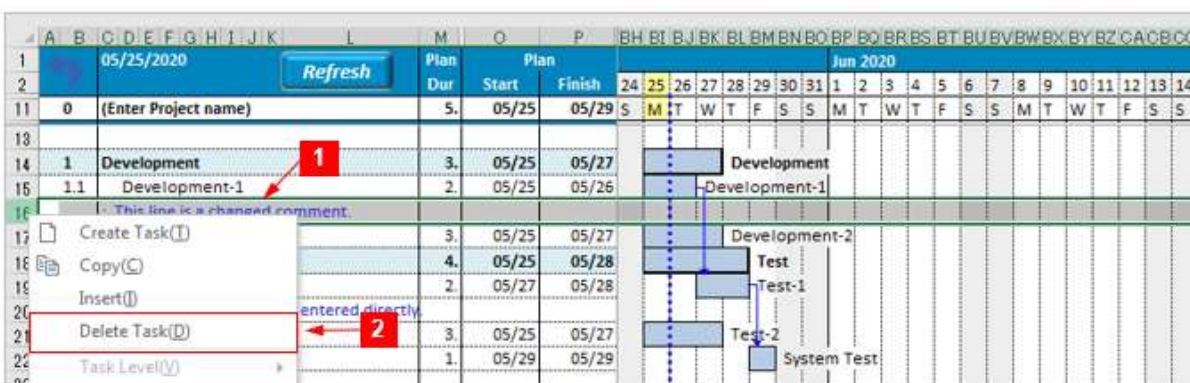 A B C D E F G H I J K L M O P BH BI BJ BK BL BM BN BO BP BQ BR BS BT BU BV BW BX BY BZ CA CB CC
1 05/25/2020 Refresh Plan Plan Jun 2020
2 Dur Start Finish 24 25 26 27 28 29 30 31 1 2 3 4 5 6 7 8 9 10 11 12 13 14
11 0 (Enter Project name) 5. 05/25 05/29 S M T W T F S S M T W T F S S M T W T F S S
13
14 1 Development 3. 05/25 05/27 Development
1
15 1.1 Development-1 2. 05/25 05/26 Development-1
16 : This line is a changed comment.
17 Create Task(T) 3. 05/25 05/27 Development-2
18 Copy(C) 4. 05/25 05/28 Test
19 Insert(I) 2. 05/27 05/28 Test-1
20 entered directly.
21 Delete Task(D) 2 3. 05/25 05/27 Test-2
22 Task Level(V) 1. 05/29 05/29 System Test